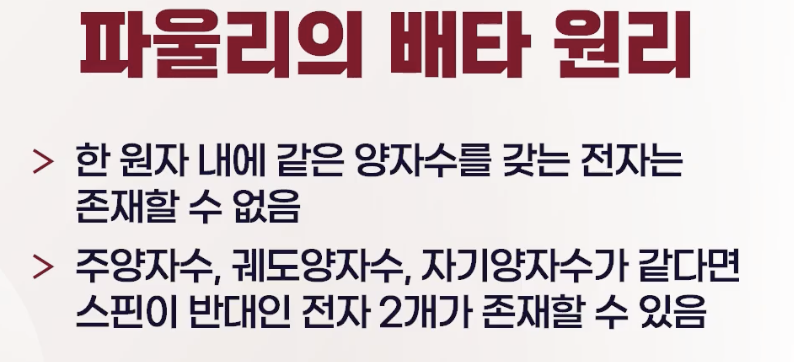 파울리의 배타 원리
> 한 원자 내에 같은 양자수를 갖는 전자는
존재할 수 없음
> 주양자수, 궤도양자수, 자기양자수가 같다면
스핀이 반대인 전자 2개가 존재할 수 있음